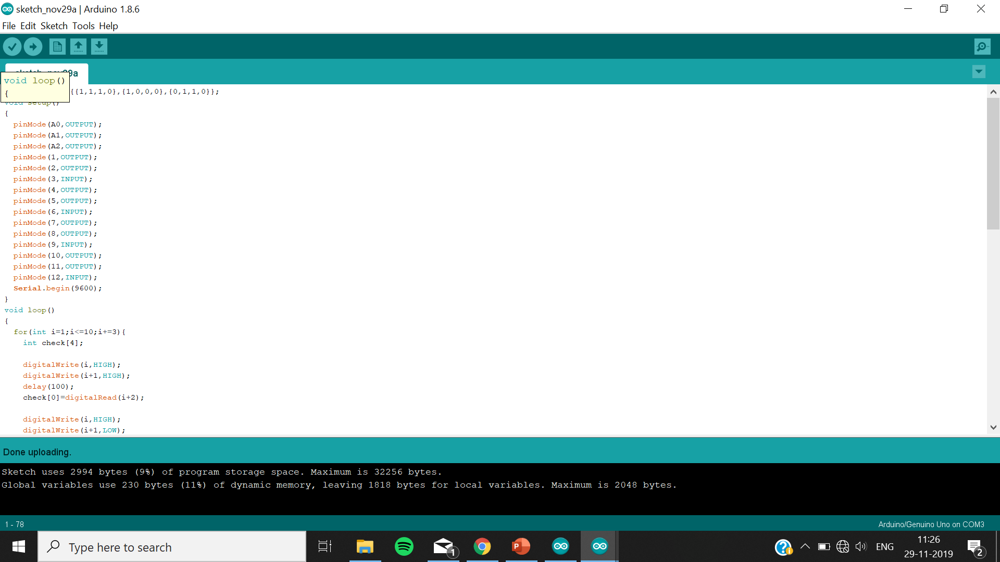 sketch_nov29a | Arduino 1.8.6
File Edit Sketch Tools Help
9a
void loop()
{
{{1,1,1,0},{1,0,0,0},{0,1,1,0}};
void setup()
{
pinMode(A0,OUTPUT);
pinMode(A1,OUTPUT);
pinMode(A2,OUTPUT);
pinMode(1,OUTPUT);
pinMode(2,OUTPUT);
pinMode(3,INPUT);
pinMode(4,OUTPUT);
pinMode(5,OUTPUT);
pinMode(6,INPUT);
pinMode(7,OUTPUT);
pinMode(8,OUTPUT);
pinMode(9,INPUT);
pinMode(10,OUTPUT);
pinMode(11,OUTPUT);
pinMode(12,INPUT);
Serial.begin(9600);
}
void loop()
{
for(int i=1;i<=10;i+=3){
int check[4];
digitalWrite(i,HIGH);
digitalWrite(i+1,HIGH);
delay(100);
check[0]=digitalRead(i+2);
digitalWrite(i,HIGH);
digitalWrite(i+1,LOW);
Done uploading.
Sketch uses 2994 bytes (9%) of program storage space. Maximum is 32256 bytes.
Global variables use 230 bytes (11%) of dynamic memory, leaving 1818 bytes for local variables. Maximum is 2048 bytes.
1 - 78
Arduino/Genuino Uno on COM3
Type here to search
1
P
ENG
11:26
29-11-2019
2